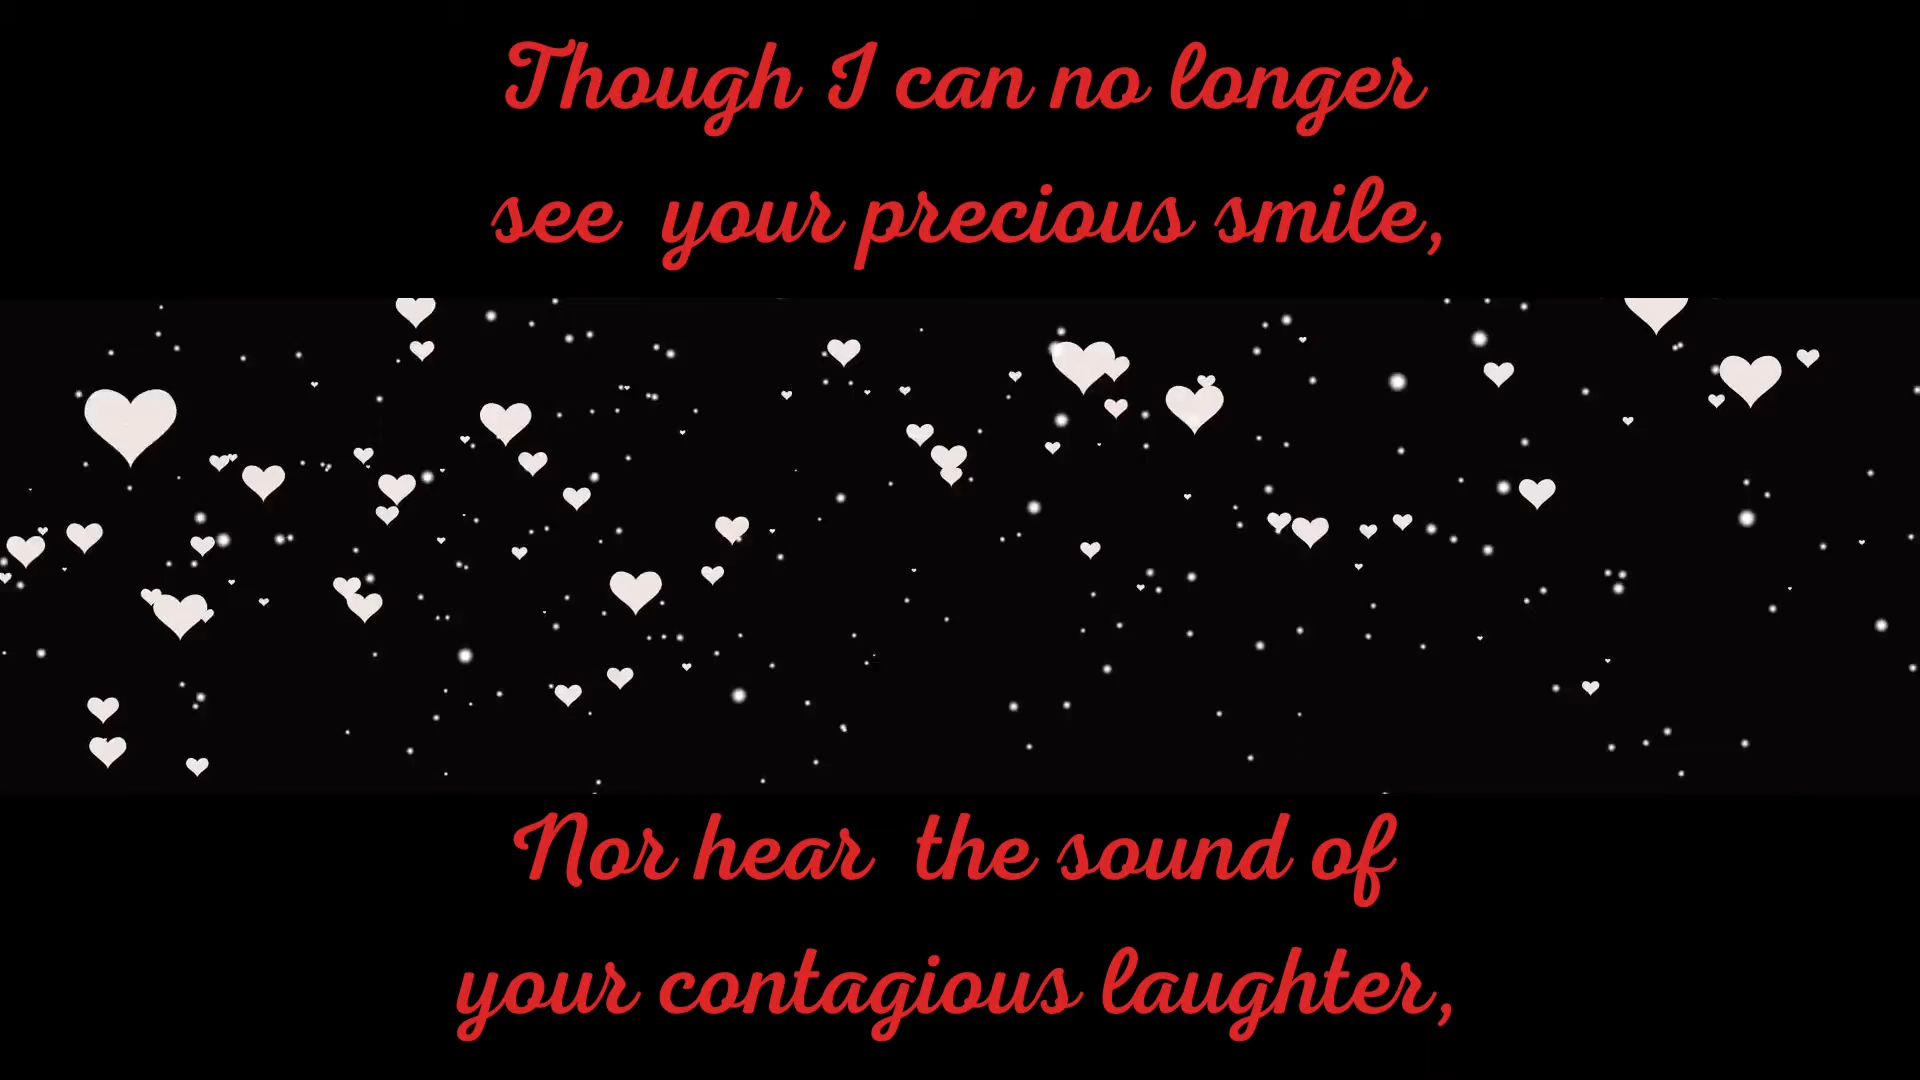 Though I can no longer
see your precious smile,
Nor hear the sound of
your contagious laughter,